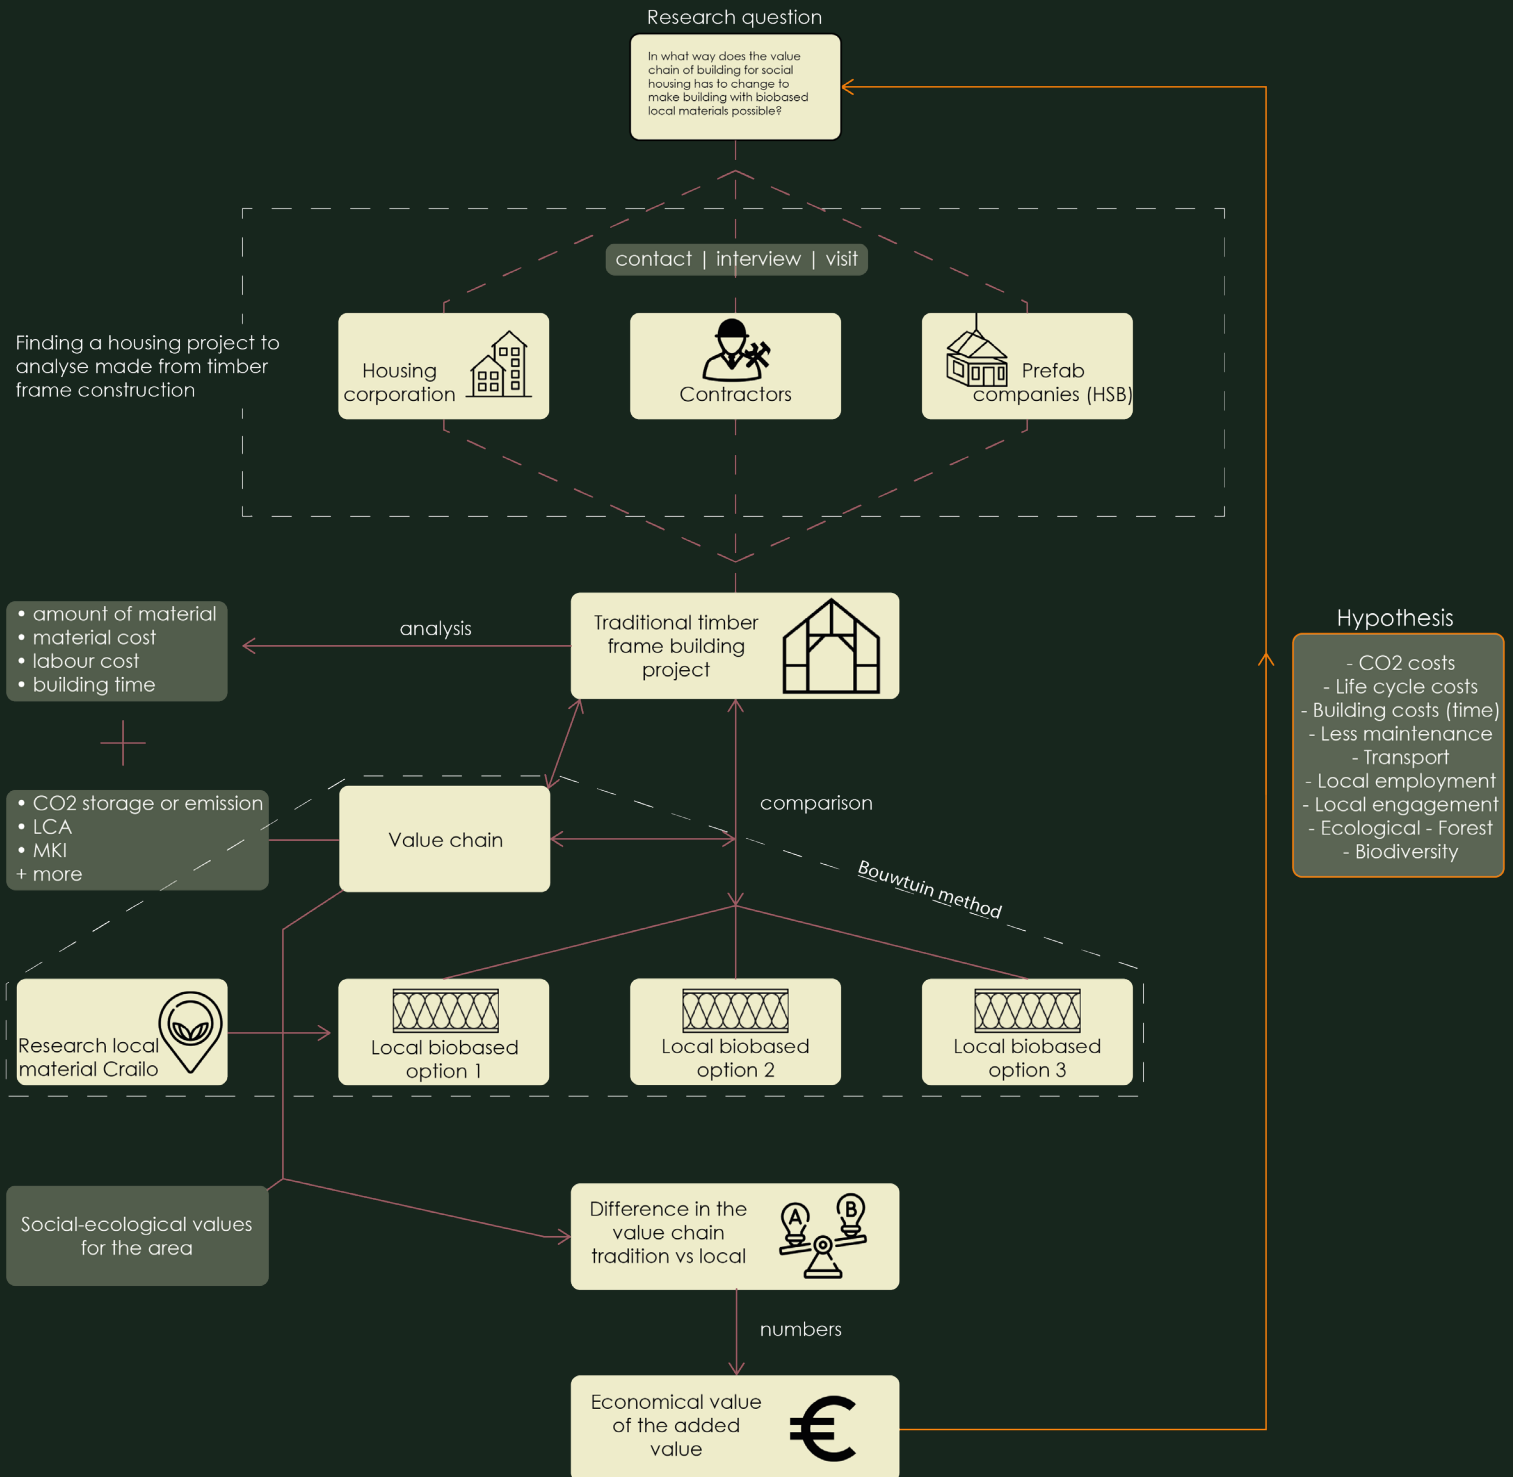 Research question
In what way does the value
chain of building for social
housing has to change to
make building with biobased
local materials possible?
contact | interview | visit
Finding a housing project to
analyse made from timber
frame construction
Housing
corporation
Contractors
Prefab
companies (HSB)
• amount of material
• material cost
• labour cost
• building time
analysis
Traditional timber
frame building
project
Hypothesis
- CO2 costs
- Life cycle costs
- Building costs (time)
- Less maintenance
- Transport
- Local employment
- Local engagement
- Ecological - Forest
- Biodiversity
• CO2 storage or emission
• LCA
• MKI
+ more
Value chain
comparison
Bouwtuin method
Research local
material Crailo
Local biobased
option 1
Local biobased
option 2
Local biobased
option 3
Social-ecological values
for the area
Difference in the
value chain
tradition vs local
A
B
numbers
Economical value
of the added
value
€